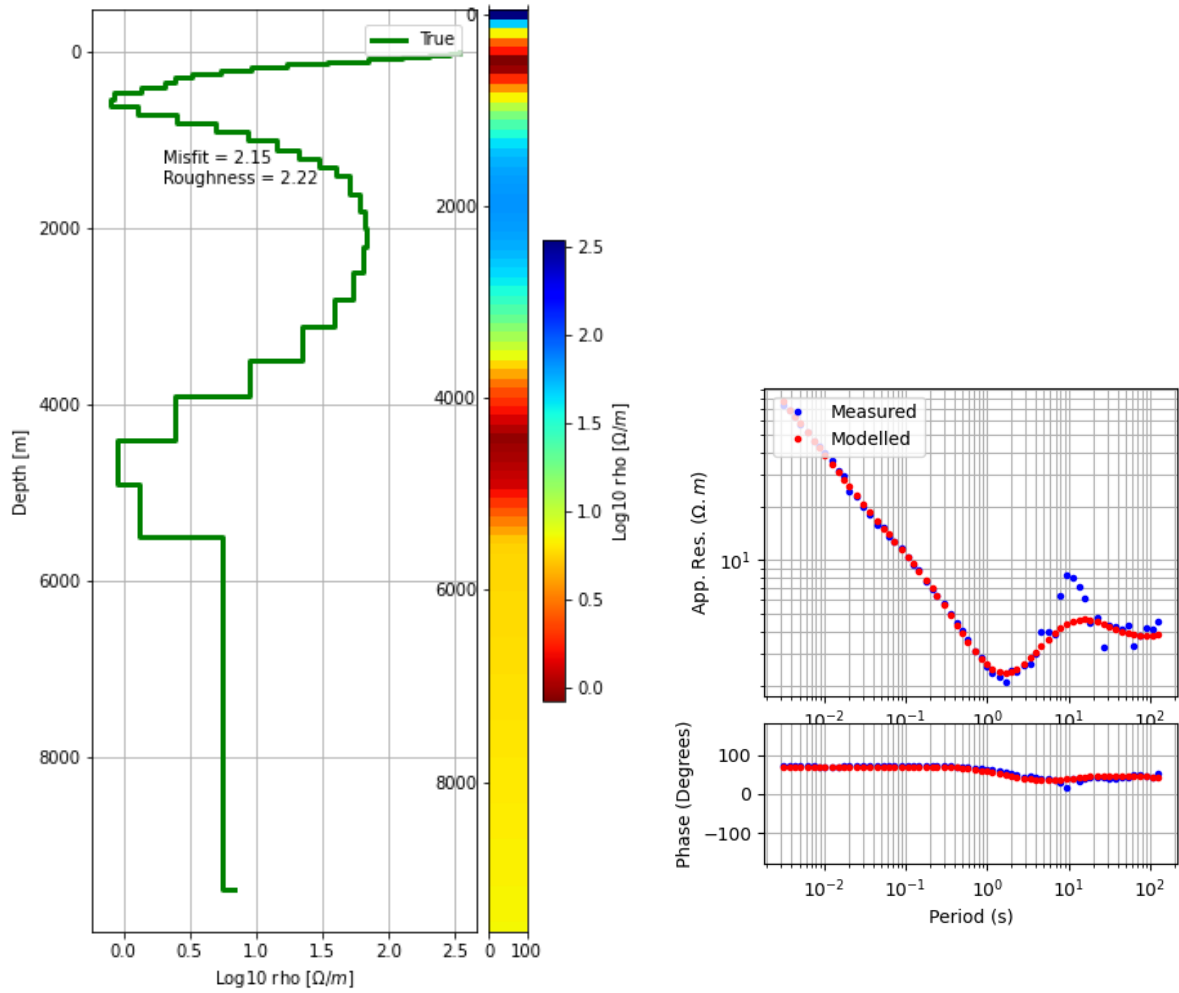 True
0
2000
4000
6000
8000
Depth [m]
Misfit = 2.15
Roughness = 2.22
0.0 0.5 1.0 1.5 2.0 2.5
Log10 rho [Ω/m]
0
2000
4000
6000
8000
0 100
2.5
2.0
1.5
1.0
0.5
0.0
Log10 rho [Ω/m]
Measured
Modelled
App. Res. (Ω. m)
10¹
10⁻² 10⁻¹ 10⁰ 10¹ 10²
Phase (Degrees)
100
0
−100
10⁻² 10⁻¹ 10⁰ 10¹ 10²
Period (s)